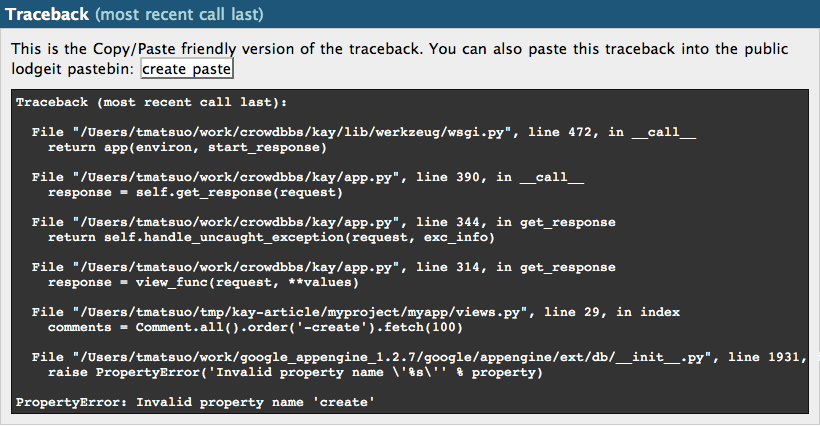 Traceback (most recent call last)
This is the Copy/Paste friendly version of the traceback. You can also paste this traceback into the public
lodgeit pastebin: create paste
Traceback (most recent call last):
File "/Users/tmatsuo/work/crowdbbs/kay/lib/werkzeug/wsgi.py", line 472, in __call__
return app(environ, start_response)
File "/Users/tmatsuo/work/crowdbbs/kay/app.py", line 390, in __call__
response = self.get_response(request)
File "/Users/tmatsuo/work/crowdbbs/kay/app.py", line 344, in get_response
return self.handle_uncaught_exception(request, exc_info)
File "/Users/tmatsuo/work/crowdbbs/kay/app.py", line 314, in get_response
response = view_func(request, **values)
File "/Users/tmatsuo/tmp/kay-article/myproject/myapp/views.py", line 29, in index
comments = Comment.all().order('-create').fetch(100)
File "/Users/tmatsuo/work/google_appengine_1.2.7/google/appengine/ext/db/__init__.py", line 1931,
raise PropertyError('Invalid property name \'%s\'' % property)
PropertyError: Invalid property name 'create'